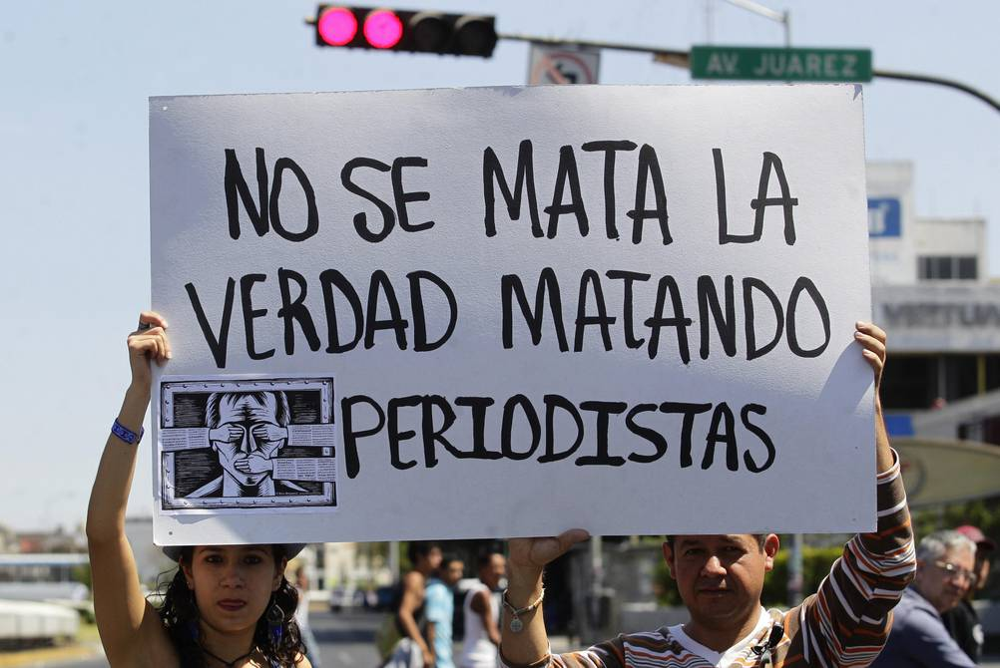 AV. JUAREZ
NO SE MATA LA
VERDAD MATANDO
PERIODISTAS